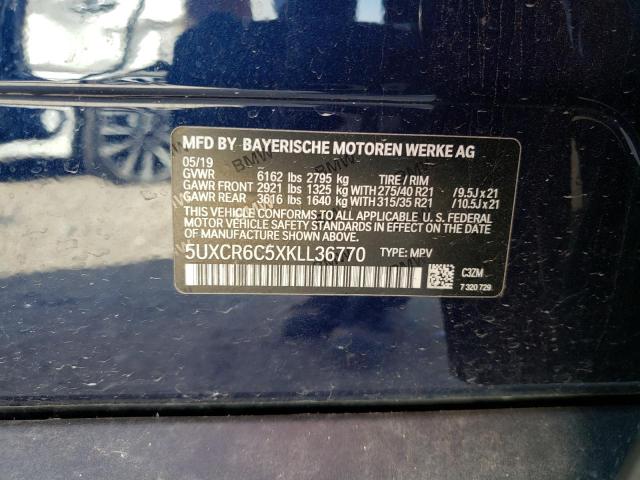 MFD BY BAYERISCHE MOTOREN WERKE AG
05/19
GVWR 6162 lbs 2795 kg TIRE / RIM
GAWR FRONT 2921 lbs 1325 kg WITH 275/40 R21 /9.5J x 21
GAWR REAR 3616 lbs 1640 kg WITH 315/35 R21 /10.5J x 21
THIS VEHICLE CONFORMS TO ALL APPLICABLE U. S. FEDERAL
MOTOR VEHICLE SAFETY STANDARDS IN EFFECT ON THE DATE
OF MANUFACTURE SHOWN ABOVE.
5UXCR6C5XKLL36770 TYPE: MPV
C3ZM
7 320 729